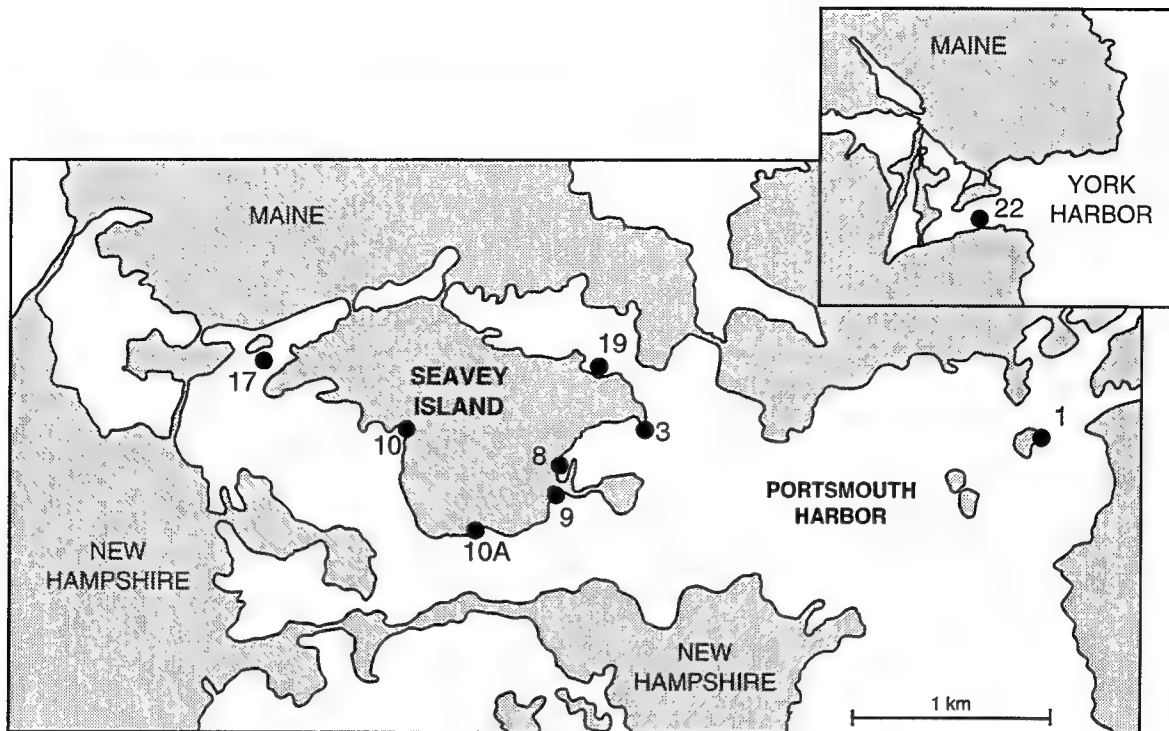 MAINE
YORK
HARBOR
22
MAINE
17
19
SEAVEY
ISLAND
10
3
1
8
9
PORTSMOUTH
HARBOR
10A
NEW
HAMPSHIRE
NEW
HAMPSHIRE
1 km